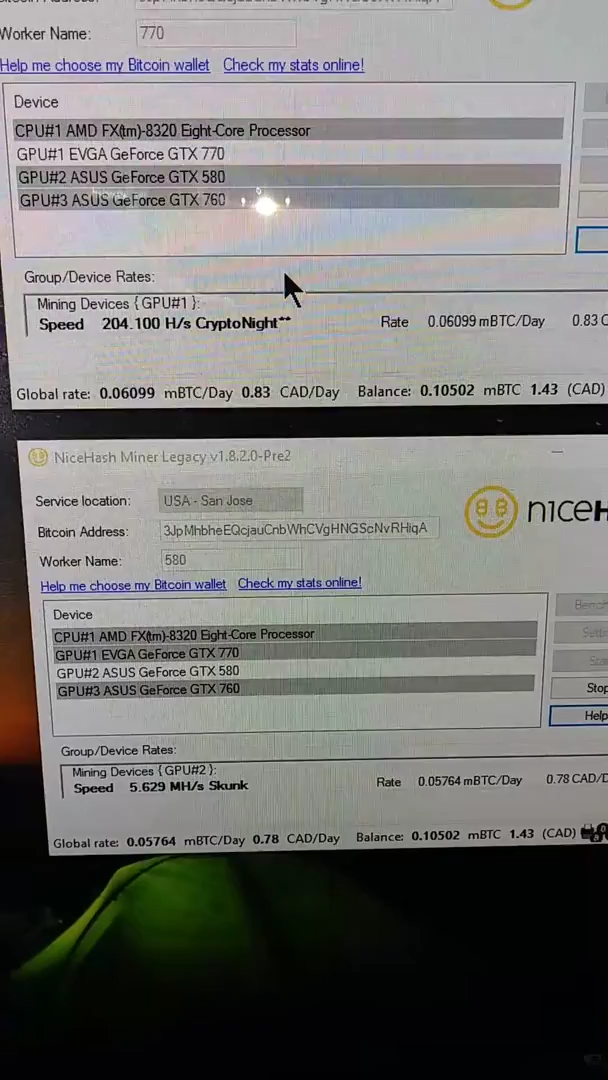 Worker Name: 770
Help me choose my Bitcoin wallet Check my stats online!
Device
CPU#1 AMD FX(tm)-8320 Eight-Core Processor
GPU#1 EVGA GeForce GTX 770
GPU#2 ASUS GeForce GTX 580
GPU#3 ASUS GeForce GTX 760
Group/Device Rates:
Mining Devices { GPU#1 }:
Speed 204.100 H/s CryptoNight** Rate 0.06099 mBTC/Day 0.83
Global rate: 0.06099 mBTC/Day 0.83 CAD/Day Balance: 0.10502 mBTC 1.43 (CAD)
NiceHash Miner Legacy v1.8.2.0-Pre2
Service location: USA - San Jose
Bitcoin Address: 3JpMhbheEQcjauCnbWhCVgHNGScNvRHiqA
niceH
Worker Name: 580
Help me choose my Bitcoin wallet Check my stats online!
Device
Bench
CPU#1 AMD FX(tm)-8320 Eight-Core Processor
GPU#1 EVGA GeForce GTX 770
GPU#2 ASUS GeForce GTX 580
GPU#3 ASUS GeForce GTX 760
Stop
Help
Group/Device Rates:
Mining Devices { GPU#2 }:
Speed 5.629 MH/s Skunk Rate 0.05764 mBTC/Day 0.78 CAD/D
Global rate: 0.05764 mBTC/Day 0.78 CAD/Day Balance: 0.10502 mBTC 1.43 (CAD)